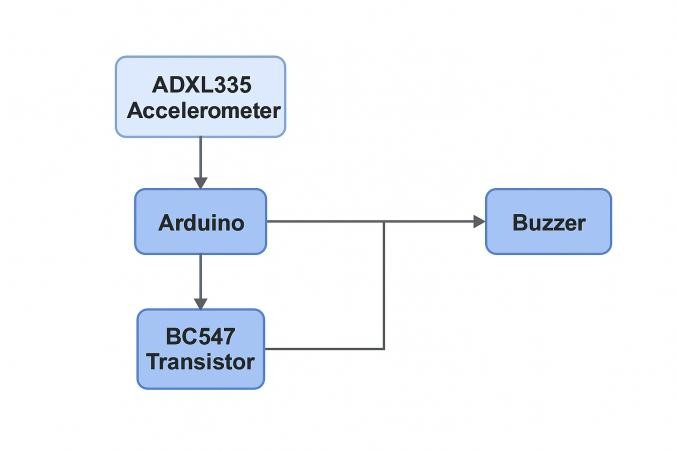 ADXL335
Accelerometer
Arduino
Buzzer
BC547
Transistor